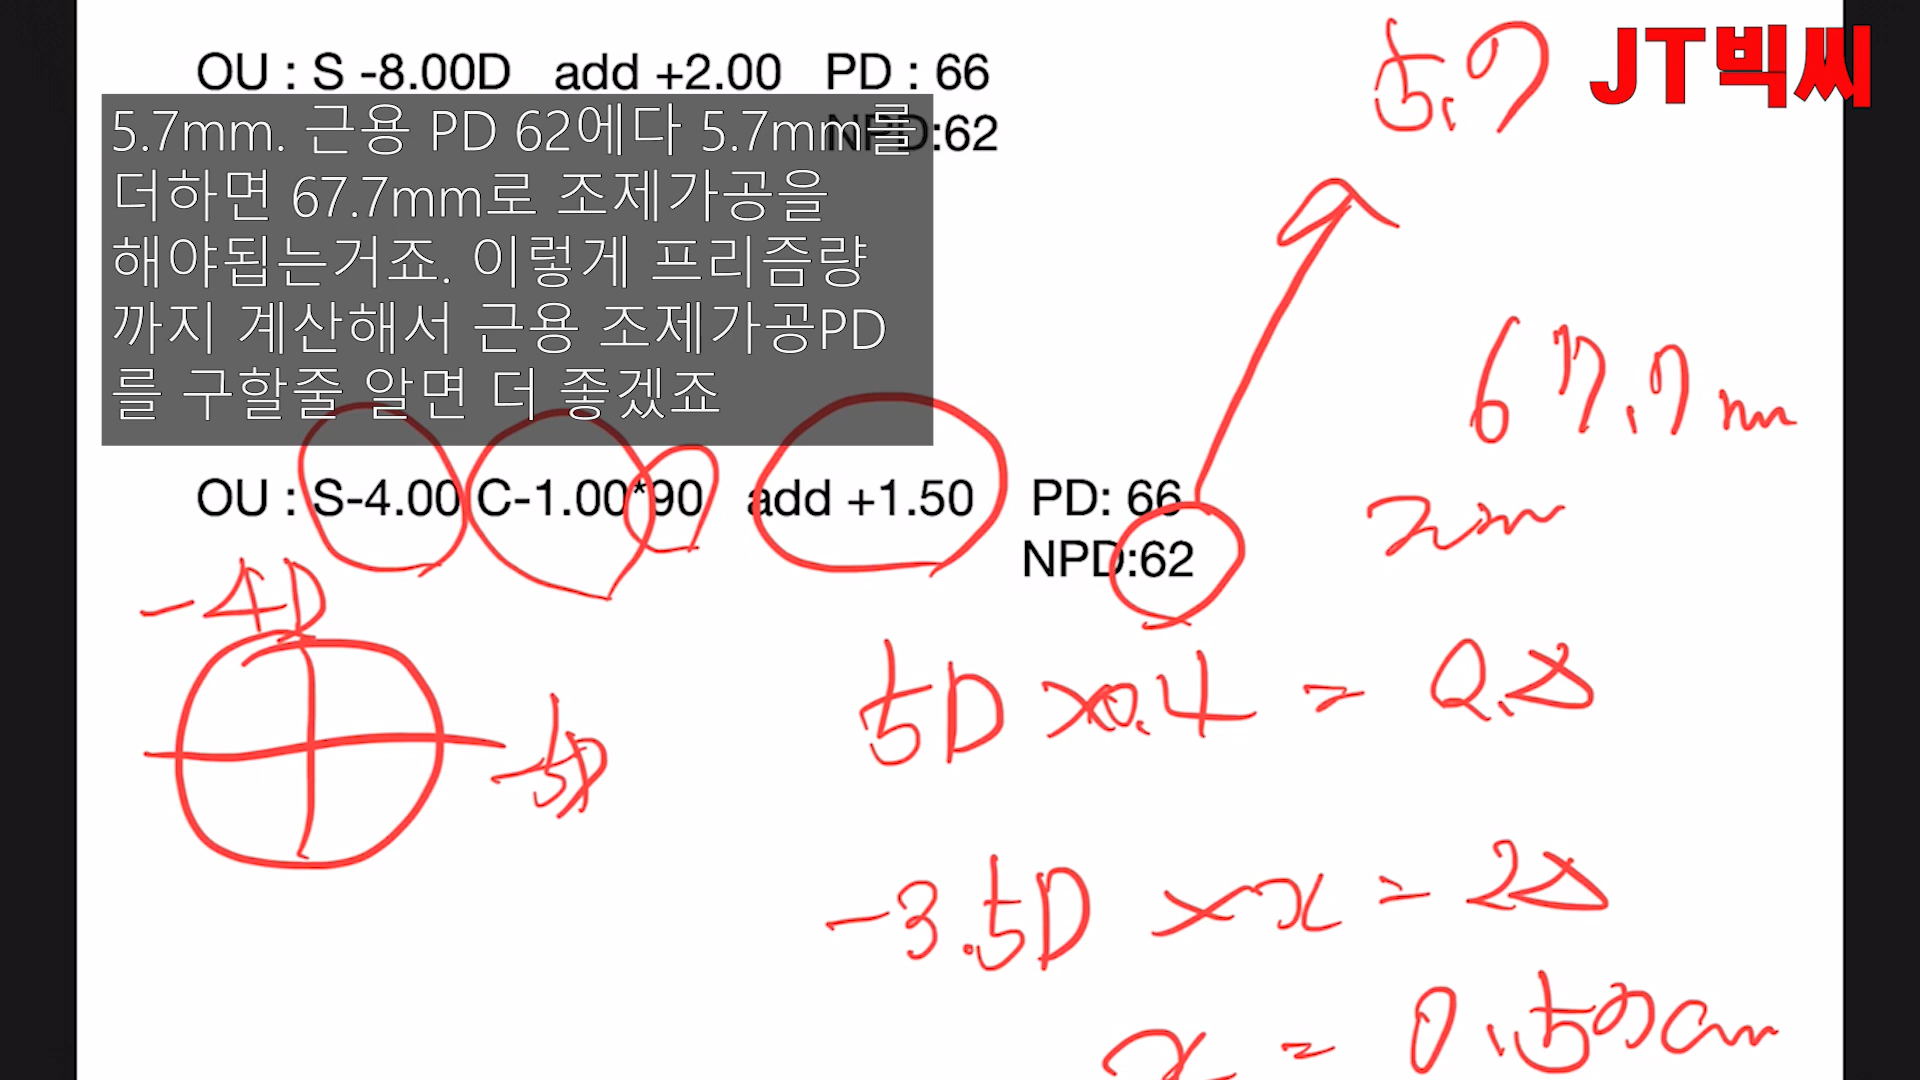 OU : S -8.00D add +2.00 PD : 66
NPD:62
5.7
JT빅씨
5.7mm. 근용 PD 62에다 5.7mm를
더하면 67.7mm로 조제가공을
해야됩는거죠. 이렇게 프리즘량
까지 계산해서 근용 조제가공PD
를 구할줄 알면 더 좋겠죠
67.7mm
OU : S-4.00 C-1.00*90 add +1.50 PD: 66
NPD:62
-4D
-5D
5D × 0.4 = 2△
-3.5D × x = 2△
x = 0.57cm